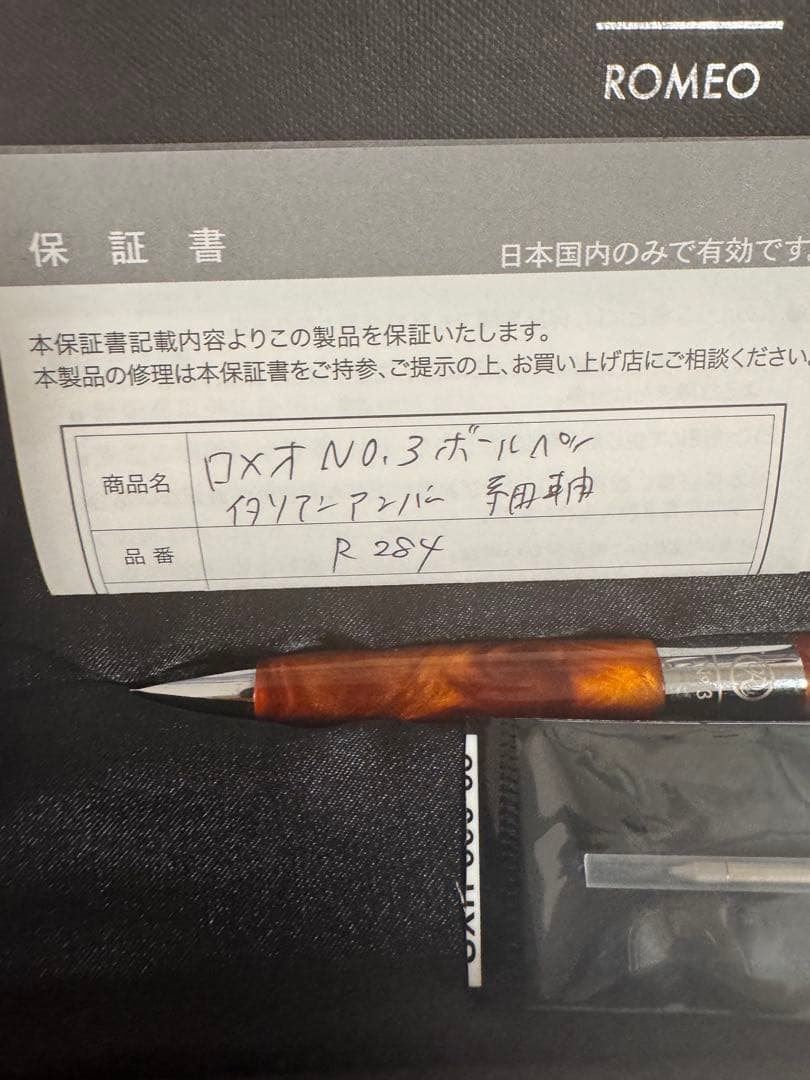 ROMEO
保証書
日本国内のみで有効です。
本保証書記載内容よりこの製品を保証いたします。
本製品の修理は本保証書をご持参、ご提示の上、お買い上げ店にご相談ください。
商品名
ロメオ NO.3 ボールペン
イタリアンアンバー 細軸
品番
R 284
No.3